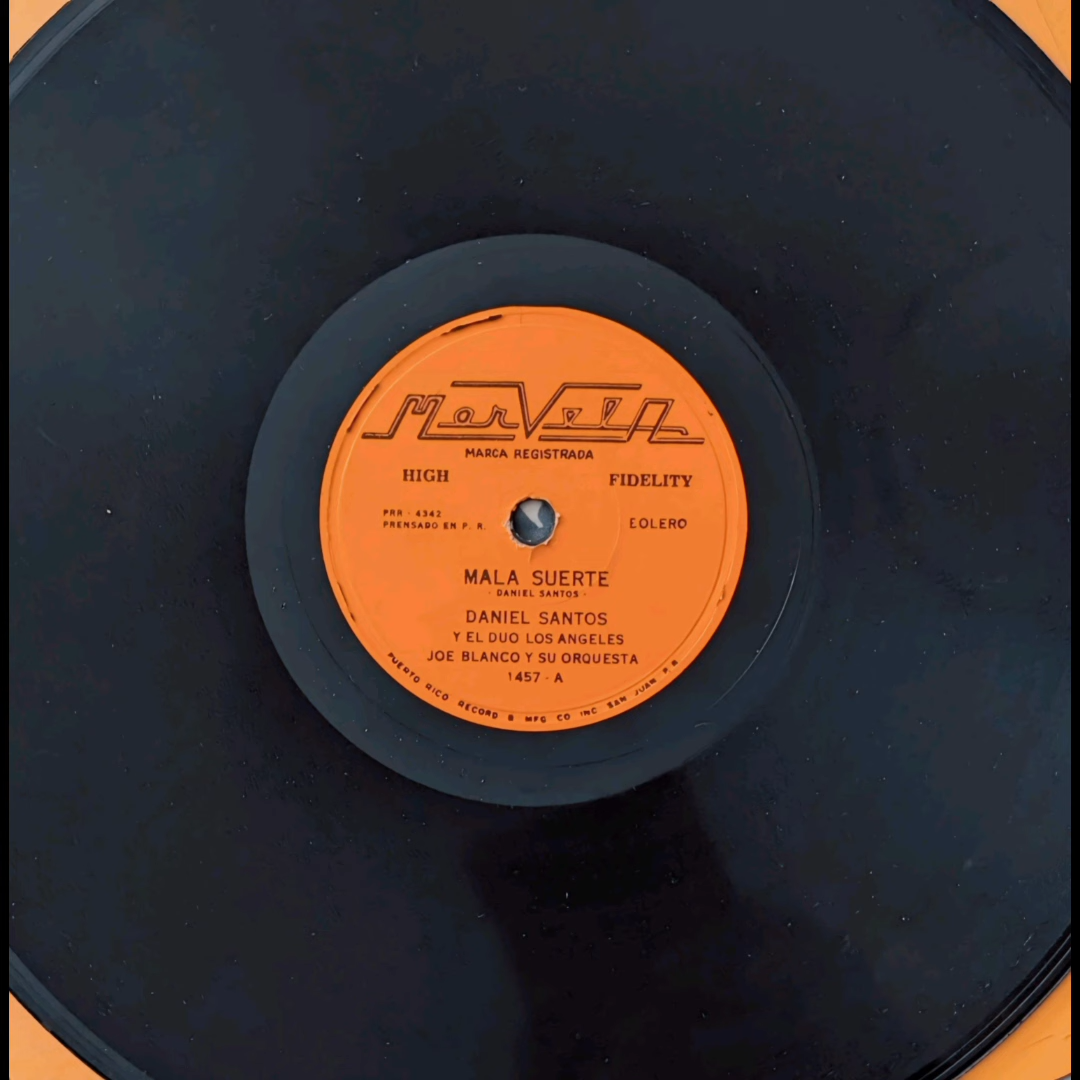 MarVela
MARCA REGISTRADA
HIGH FIDELITY
PRR - 4342
PRENSADO EN P. R.
EOLERO
MALA SUERTE
- DANIEL SANTOS -
DANIEL SANTOS
Y EL DUO LOS ANGELES
JOE BLANCO Y SU ORQUESTA
1457 - A
PUERTO RICO RECORD & MFG CO INC SAN JUAN P R